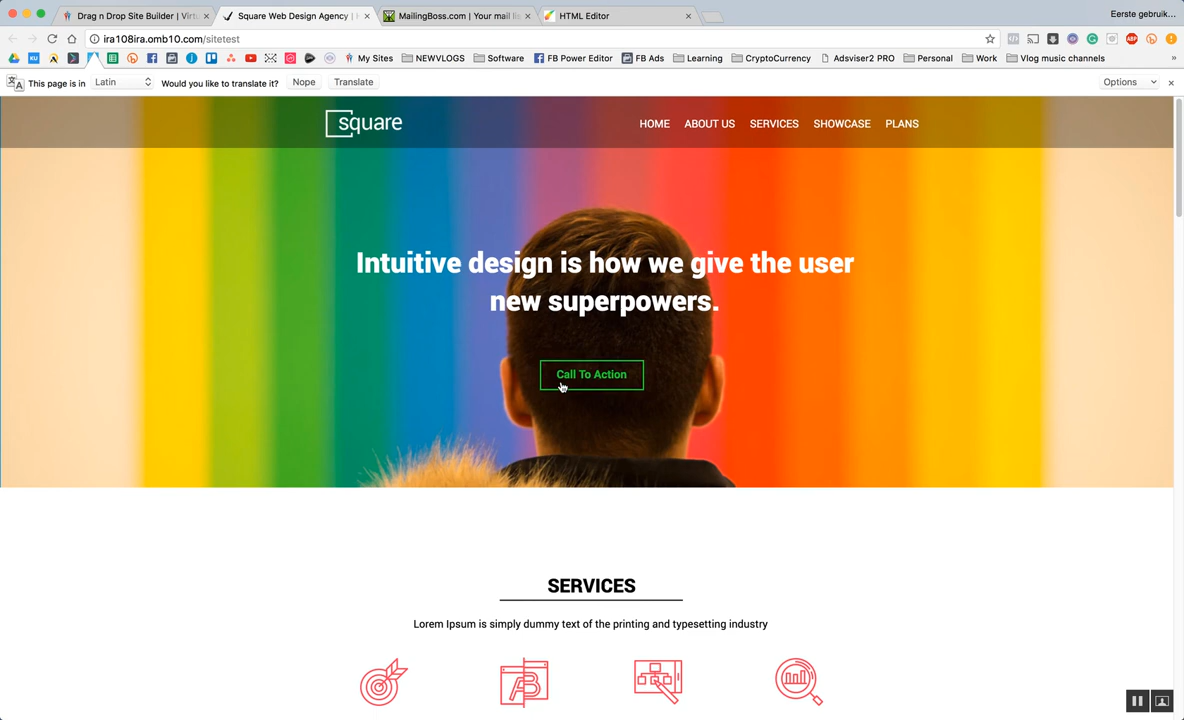 Drag n Drop Site Builder | Virtu
Square Web Design Agency | H
MailingBoss.com | Your mail li
HTML Editor
Eerste gebruik...
ira108ira.omb10.com/sitetest
KU
My Sites
NEWVLOGS
Software
FB Power Editor
FB Ads
Learning
CryptoCurrency
Adsviser2 PRO
Personal
Work
Vlog music channels
»
This page is in
Latin
Would you like to translate it?
Nope
Translate
Options
square
HOME
ABOUT US
SERVICES
SHOWCASE
PLANS
Intuitive design is how we give the user
new superpowers.
Call To Action
SERVICES
Lorem Ipsum is simply dummy text of the printing and typesetting industry